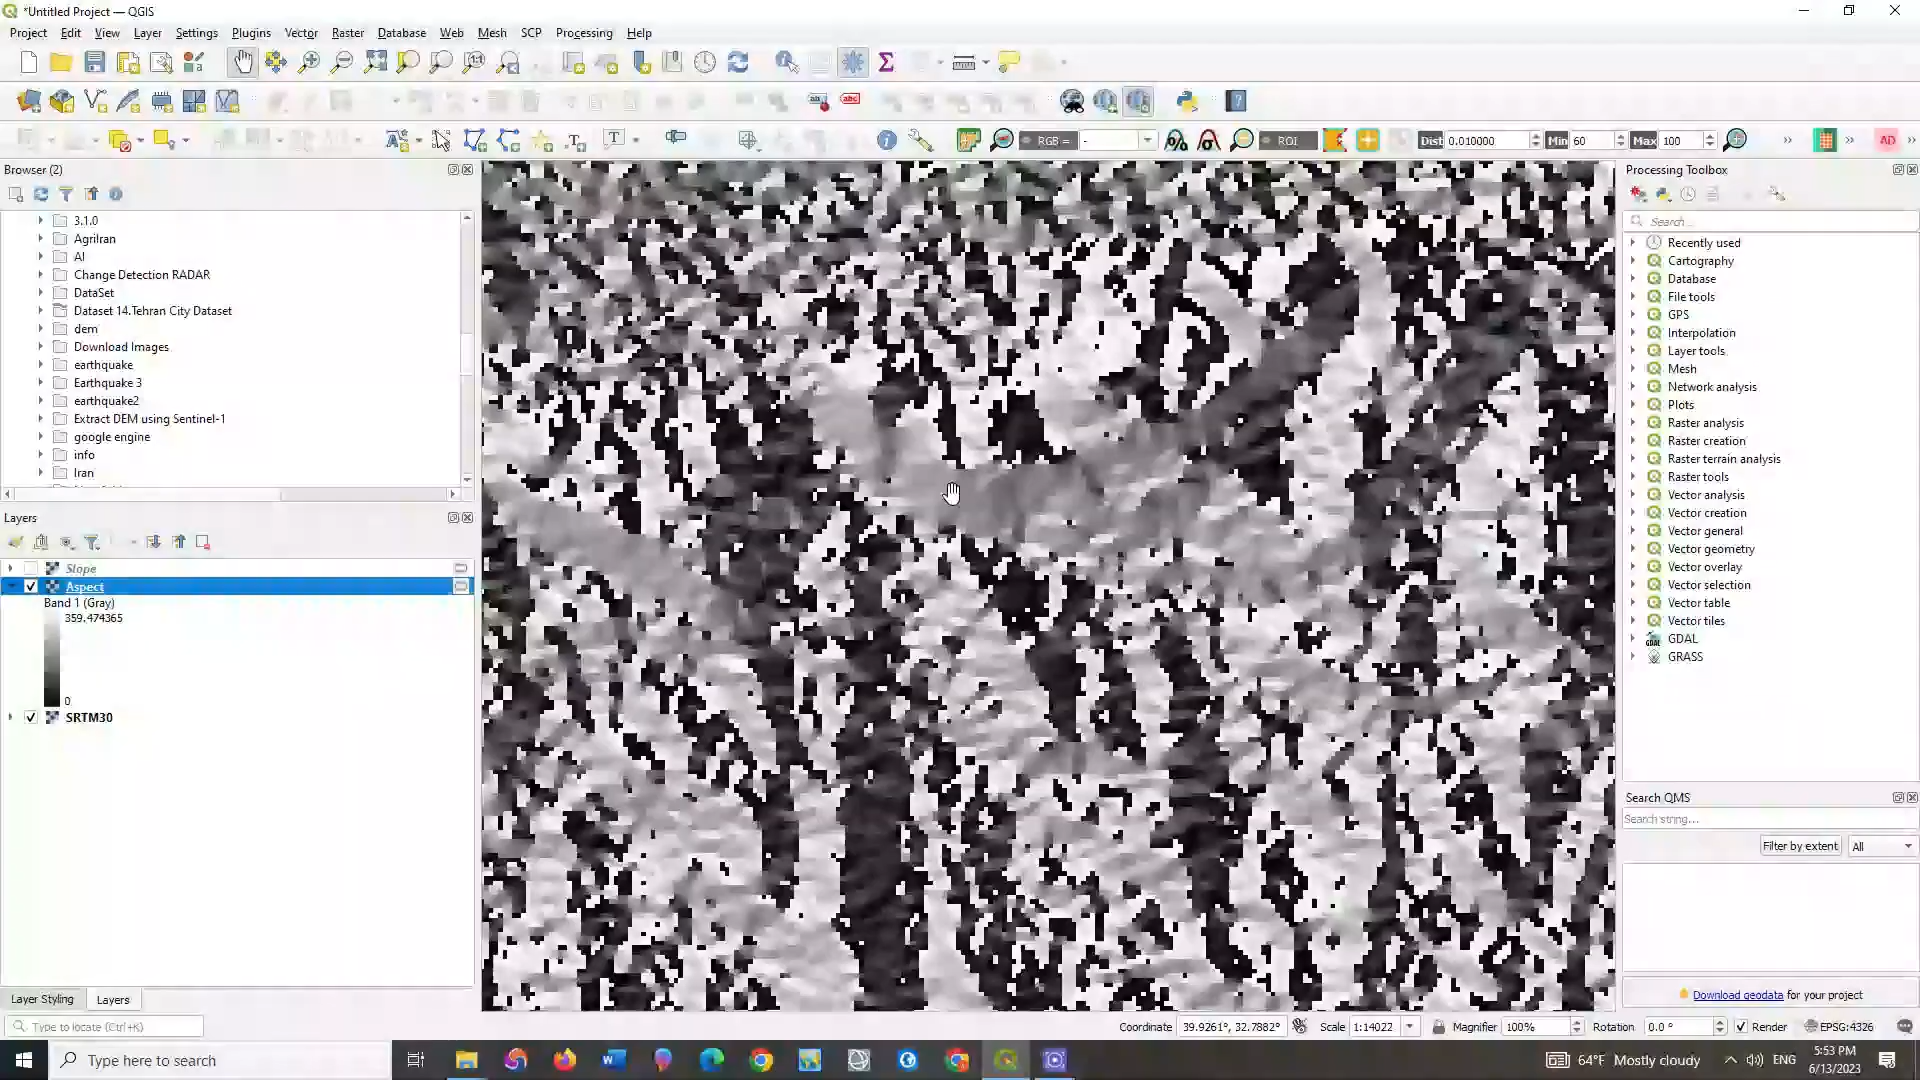 *Untitled Project — QGIS
Project Edit View Layer Settings Plugins Vector Raster Database Web Mesh SCP Processing Help
abc
RGB = - ROI Dist 0.010000 Min 60 Max 100 » » AD »
Browser (2)
3.1.0
AgriIran
AI
Change Detection RADAR
DataSet
Dataset 14.Tehran City Dataset
dem
Download Images
earthquake
Earthquake 3
earthquake2
Extract DEM using Sentinel-1
google engine
info
Iran
Layers
Slope
Aspect
Band 1 (Gray)
359.474365
0
SRTM30
Layer Styling Layers
Processing Toolbox
Search...
Recently used
Cartography
Database
File tools
GPS
Interpolation
Layer tools
Mesh
Network analysis
Plots
Raster analysis
Raster creation
Raster terrain analysis
Raster tools
Vector analysis
Vector creation
Vector general
Vector geometry
Vector overlay
Vector selection
Vector table
Vector tiles
GDAL
GRASS
Search QMS
Search string...
Filter by extent All
Download geodata for your project
Type to locate (Ctrl+K) Coordinate 39.9261°, 32.7882° Scale 1:14022 Magnifier 100% Rotation 0.0 ° Render EPSG:4326
Type here to search 64°F Mostly cloudy ENG 5:53 PM
6/13/2023